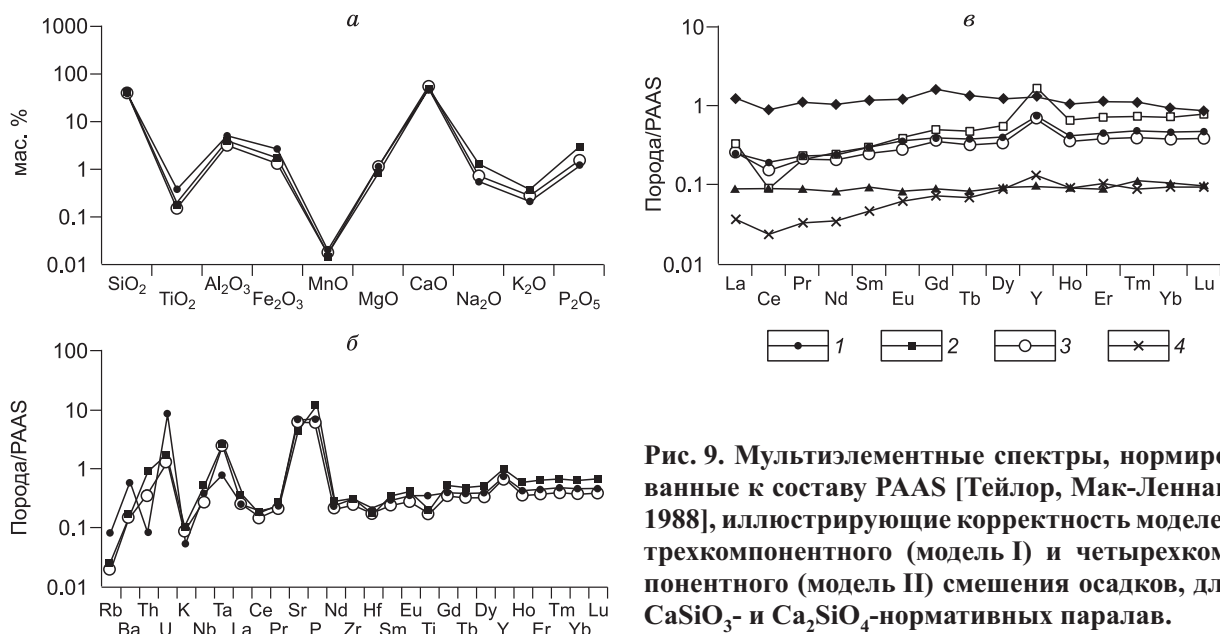 а
мас. %
1000
100
10
1
0.1
0.01
SiO₂ TiO₂ Al₂O₃ Fe₂O₃ MnO MgO CaO Na₂O K₂O P₂O₅
б
Порода/PAAS
100
10
1
0.1
0.01
Rb Ba Th U K Nb Ta La Ce Pr Sr P Nd Zr Hf Sm Eu Ti Gd Tb Dy Y Ho Er Tm Yb Lu
в
Порода/PAAS
10
1
0.1
0.01
La Ce Pr Nd Sm Eu Gd Tb Dy Y Ho Er Tm Yb Lu
1 2 3 4
Рис. 9. Мультиэлементные спектры, нормиро
ванные к составу PAAS [Тейлор, Мак-Леннан
1988], иллюстрирующие корректность моделе
трехкомпонентного (модель I) и четырехком
понентного (модель II) смешения осадков, дл
CaSiO₃- и Ca₂SiO₄-нормативных паралав.